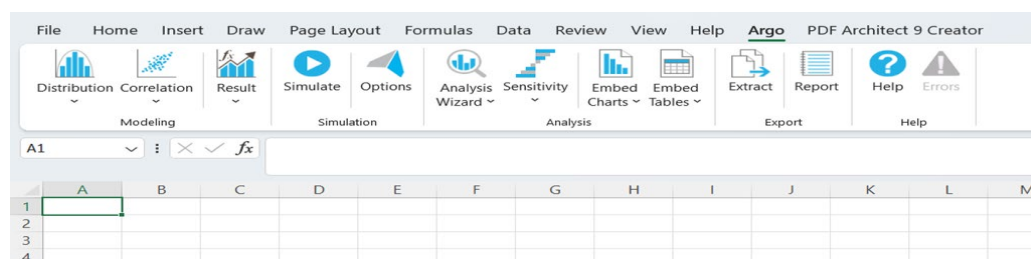 File Home Insert Draw Page Layout Formulas Data Review View Help Argo PDF Architect 9 Creator
fx
Distribution Correlation Result Simulate Options Analysis Wizard Sensitivity Embed Charts Embed Tables Extract Report Help Errors
Modeling Simulation Analysis Export Help
A1 fx
A B C D E F G H I J K L M
1
2
3
4